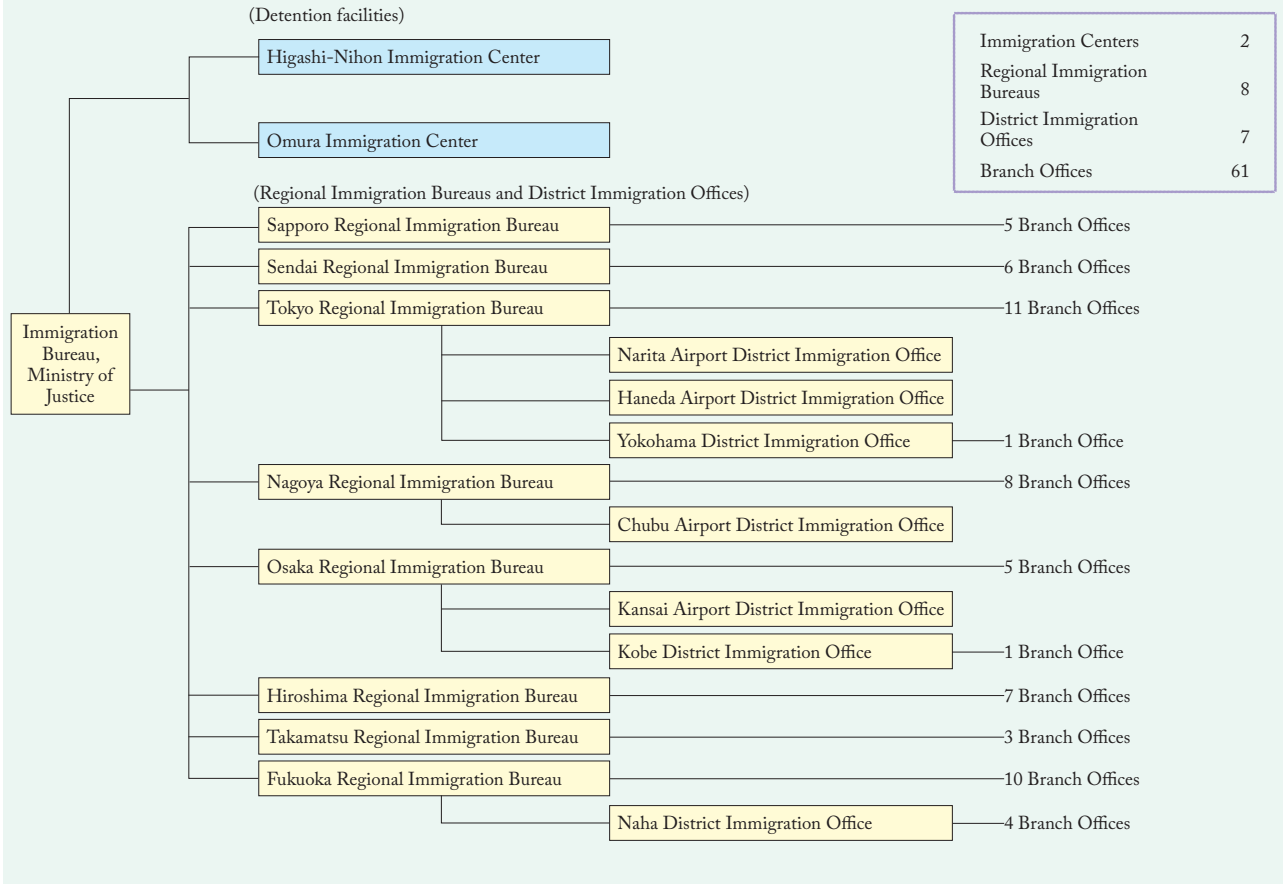 (Detention facilities)
Higashi-Nihon Immigration Center
Omura Immigration Center
Immigration Centers 2
Regional Immigration
Bureaus 8
District Immigration
Offices 7
Branch Offices 61
(Regional Immigration Bureaus and District Immigration Offices)
Immigration
Bureau,
Ministry of
Justice
Sapporo Regional Immigration Bureau 5 Branch Offices
Sendai Regional Immigration Bureau 6 Branch Offices
Tokyo Regional Immigration Bureau 11 Branch Offices
Narita Airport District Immigration Office
Haneda Airport District Immigration Office
Yokohama District Immigration Office 1 Branch Office
Nagoya Regional Immigration Bureau 8 Branch Offices
Chubu Airport District Immigration Office
Osaka Regional Immigration Bureau 5 Branch Offices
Kansai Airport District Immigration Office
Kobe District Immigration Office 1 Branch Office
Hiroshima Regional Immigration Bureau 7 Branch Offices
Takamatsu Regional Immigration Bureau 3 Branch Offices
Fukuoka Regional Immigration Bureau 10 Branch Offices
Naha District Immigration Office 4 Branch Offices